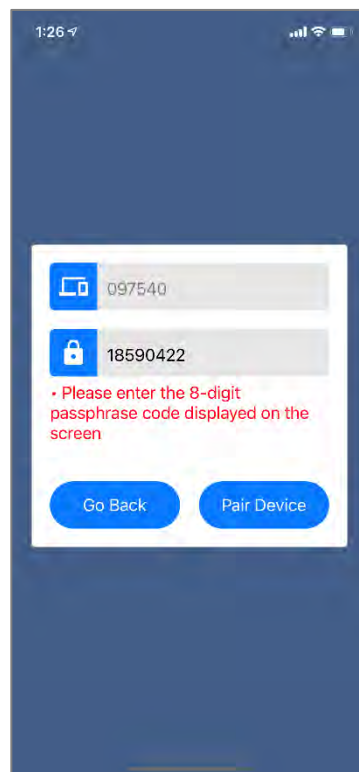 1:26
097540
18590422
• Please enter the 8-digit
passphrase code displayed on the
screen
Go Back Pair Device